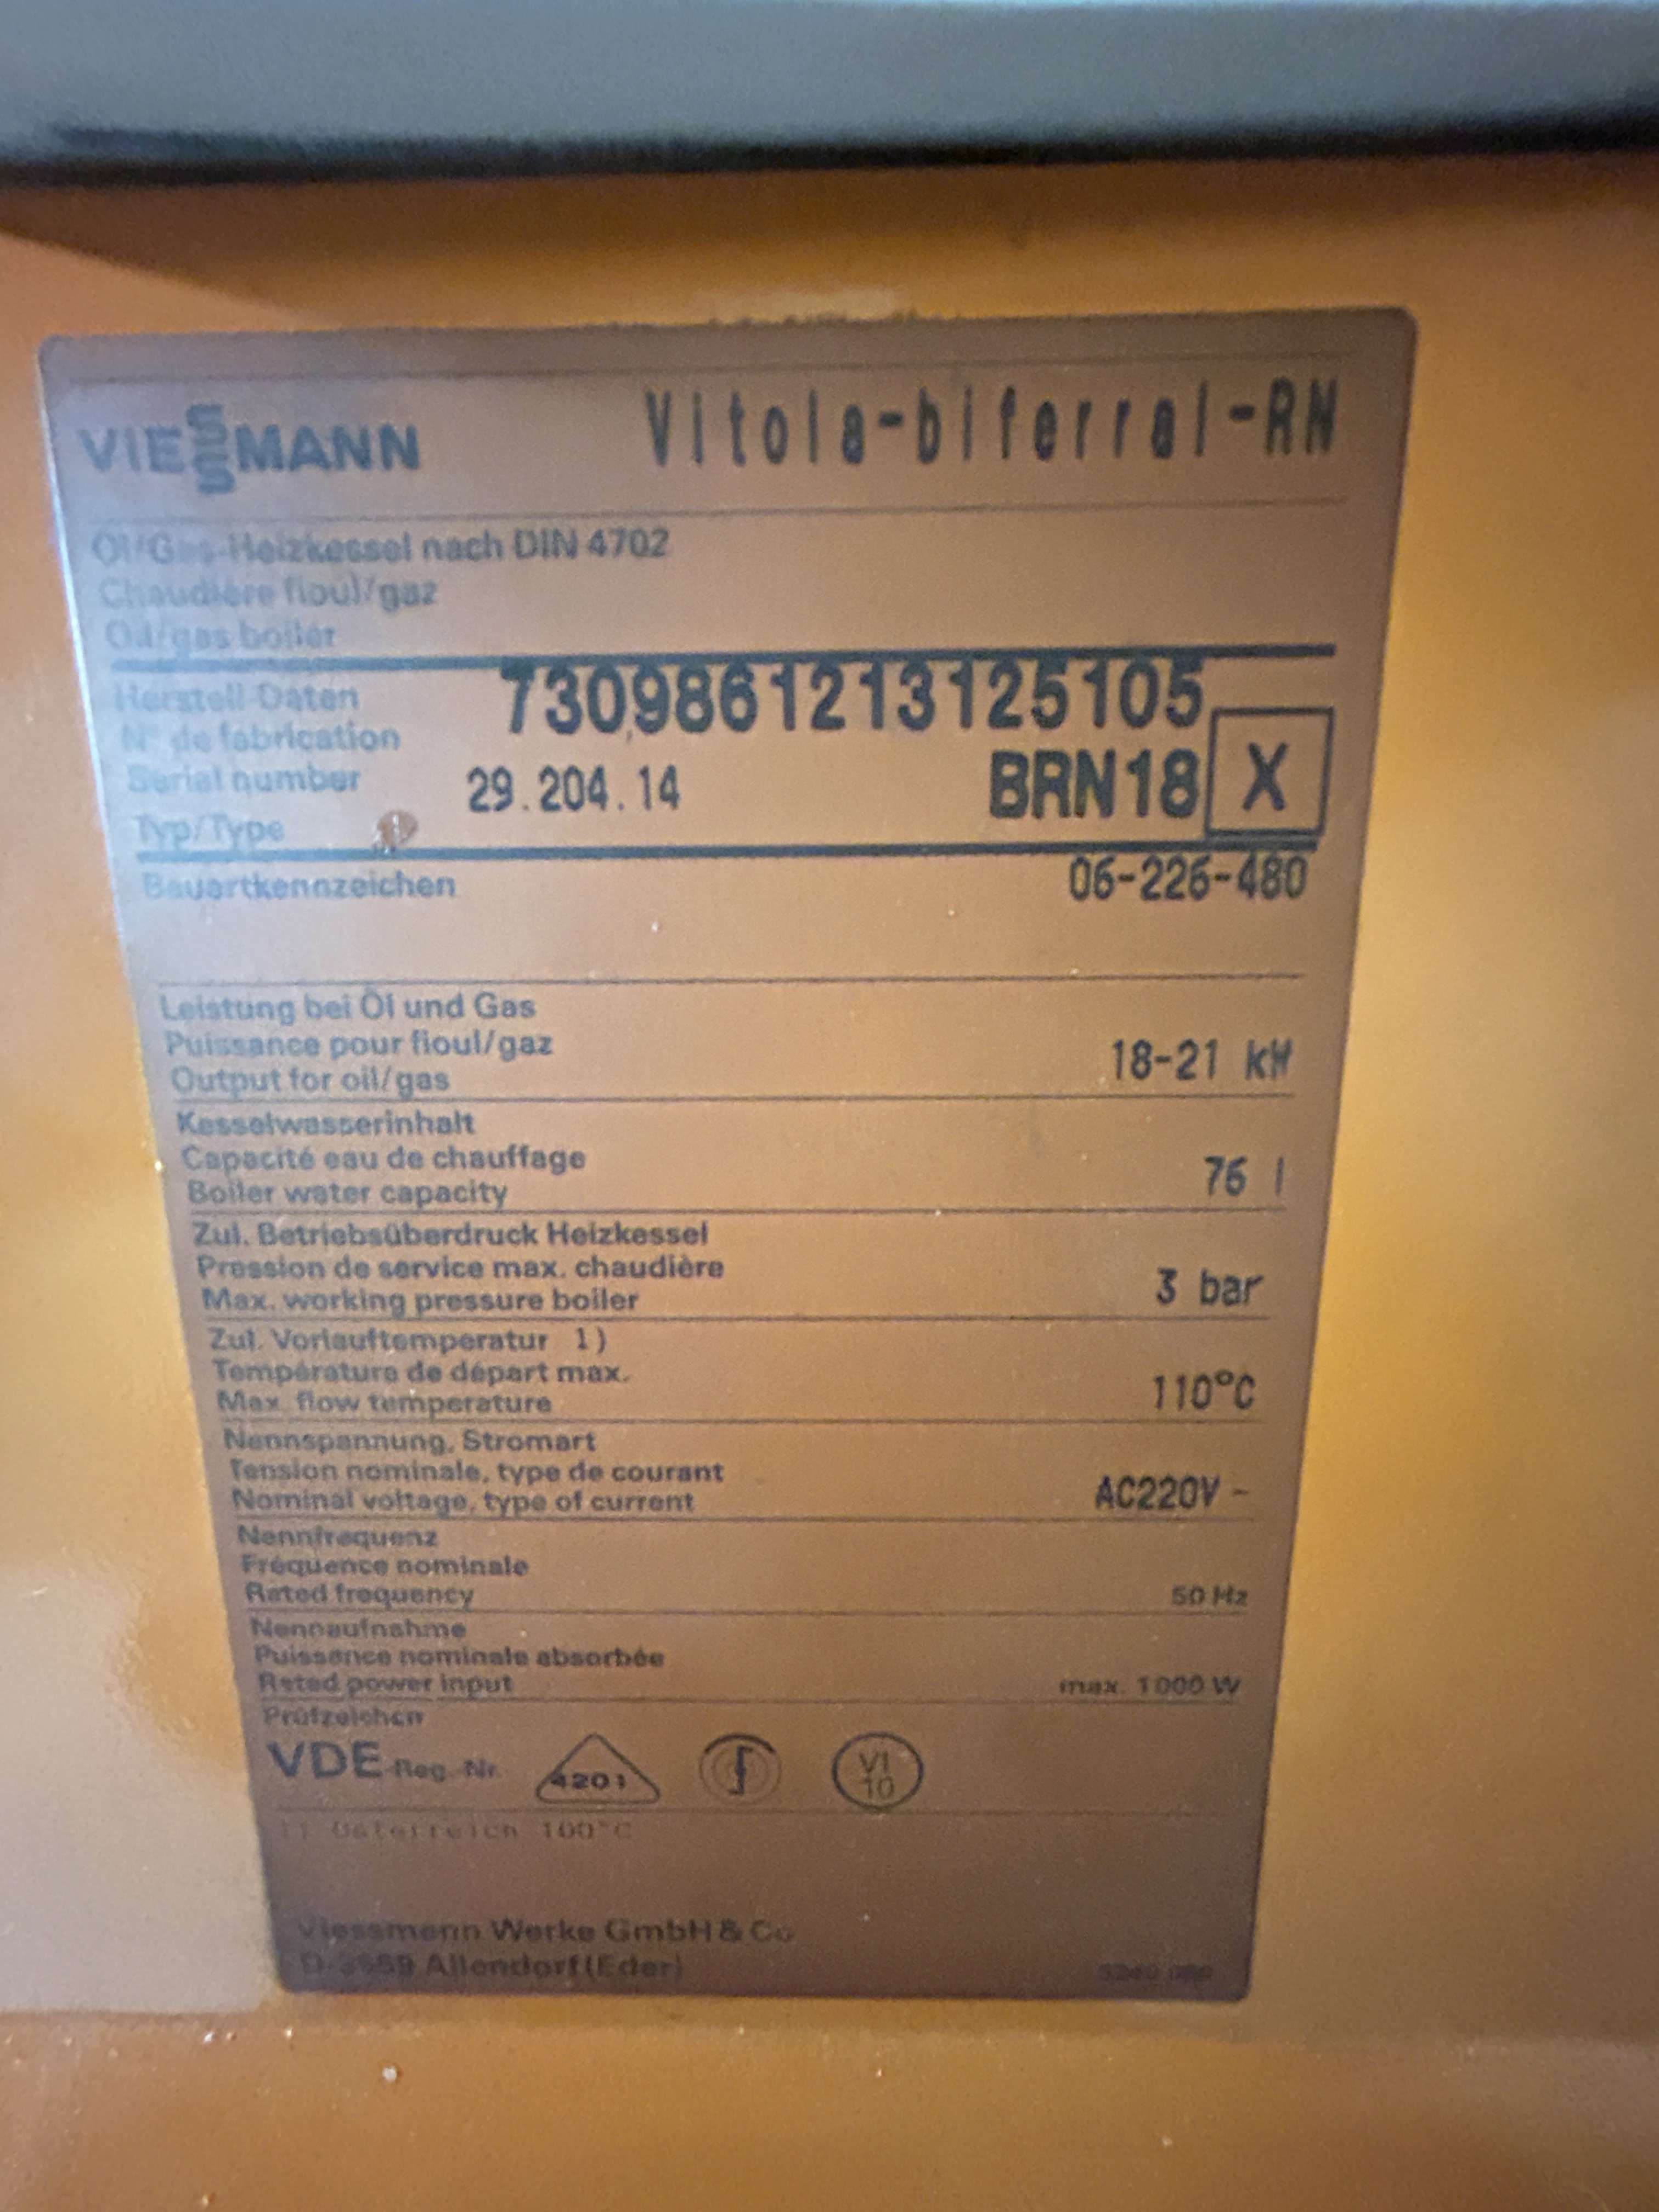 VIESSMANN Vitola-biferral-RN
Öl/Gas-Heizkessel nach DIN 4702
Chaudière fioul/gaz
Oil/gas boiler
Herstell Daten 7309861213125105
N° de fabrication
Serial number 29.204.14 BRN18 X
Typ/Type
Bauartkennzeichen 06-226-480
Leistung bei Öl und Gas
Puissance pour fioul/gaz 18-21 kW
Output for oil/gas
Kesselwasserinhalt
Capacité eau de chauffage 76 l
Boiler water capacity
Zul. Betriebsüberdruck Heizkessel
Pression de service max. chaudière 3 bar
Max. working pressure boiler
Zul. Vorlauftemperatur 1)
Température de départ max. 110°C
Max. flow temperature
Nennspannung, Stromart
Tension nominale, type de courant
Nominal voltage, type of current AC220V~
Nennfrequenz
Fréquence nominale
Rated frequency 50 Hz
Nennaufnahme
Puissance nominale absorbée
Rated power input max. 1000 W
Prüfzeichen
VDE Reg.-Nr. 4201 VI 10
1) Österreich 100°C
Viessmann Werke GmbH & Co
D-3559 Allendorf (Eder)